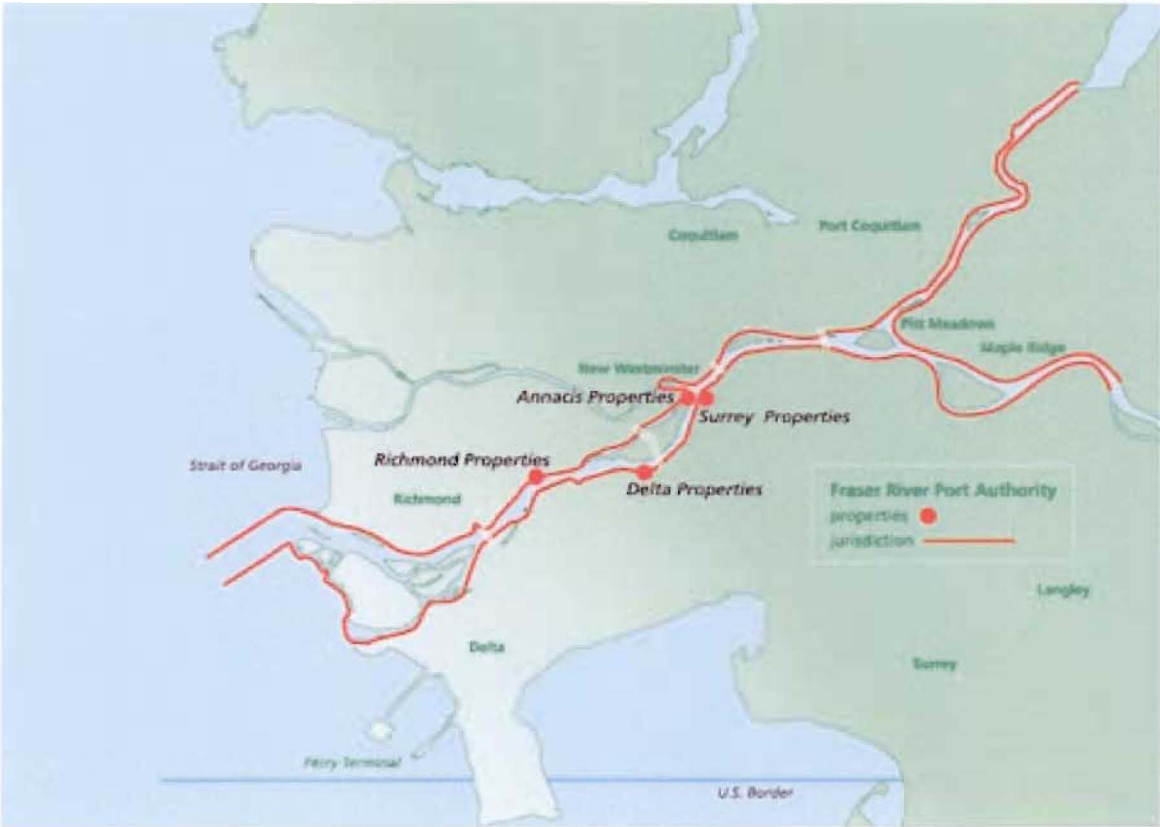 Coquitlam
Port Coquitlam
Pitt Meadows
Maple Ridge
New Westminster
Annacis Properties
Surrey Properties
Strait of Georgia
Richmond Properties
Richmond
Delta Properties
Fraser River Port Authority
properties
jurisdiction
Langley
Delta
Surrey
Ferry Terminal
U.S. Border